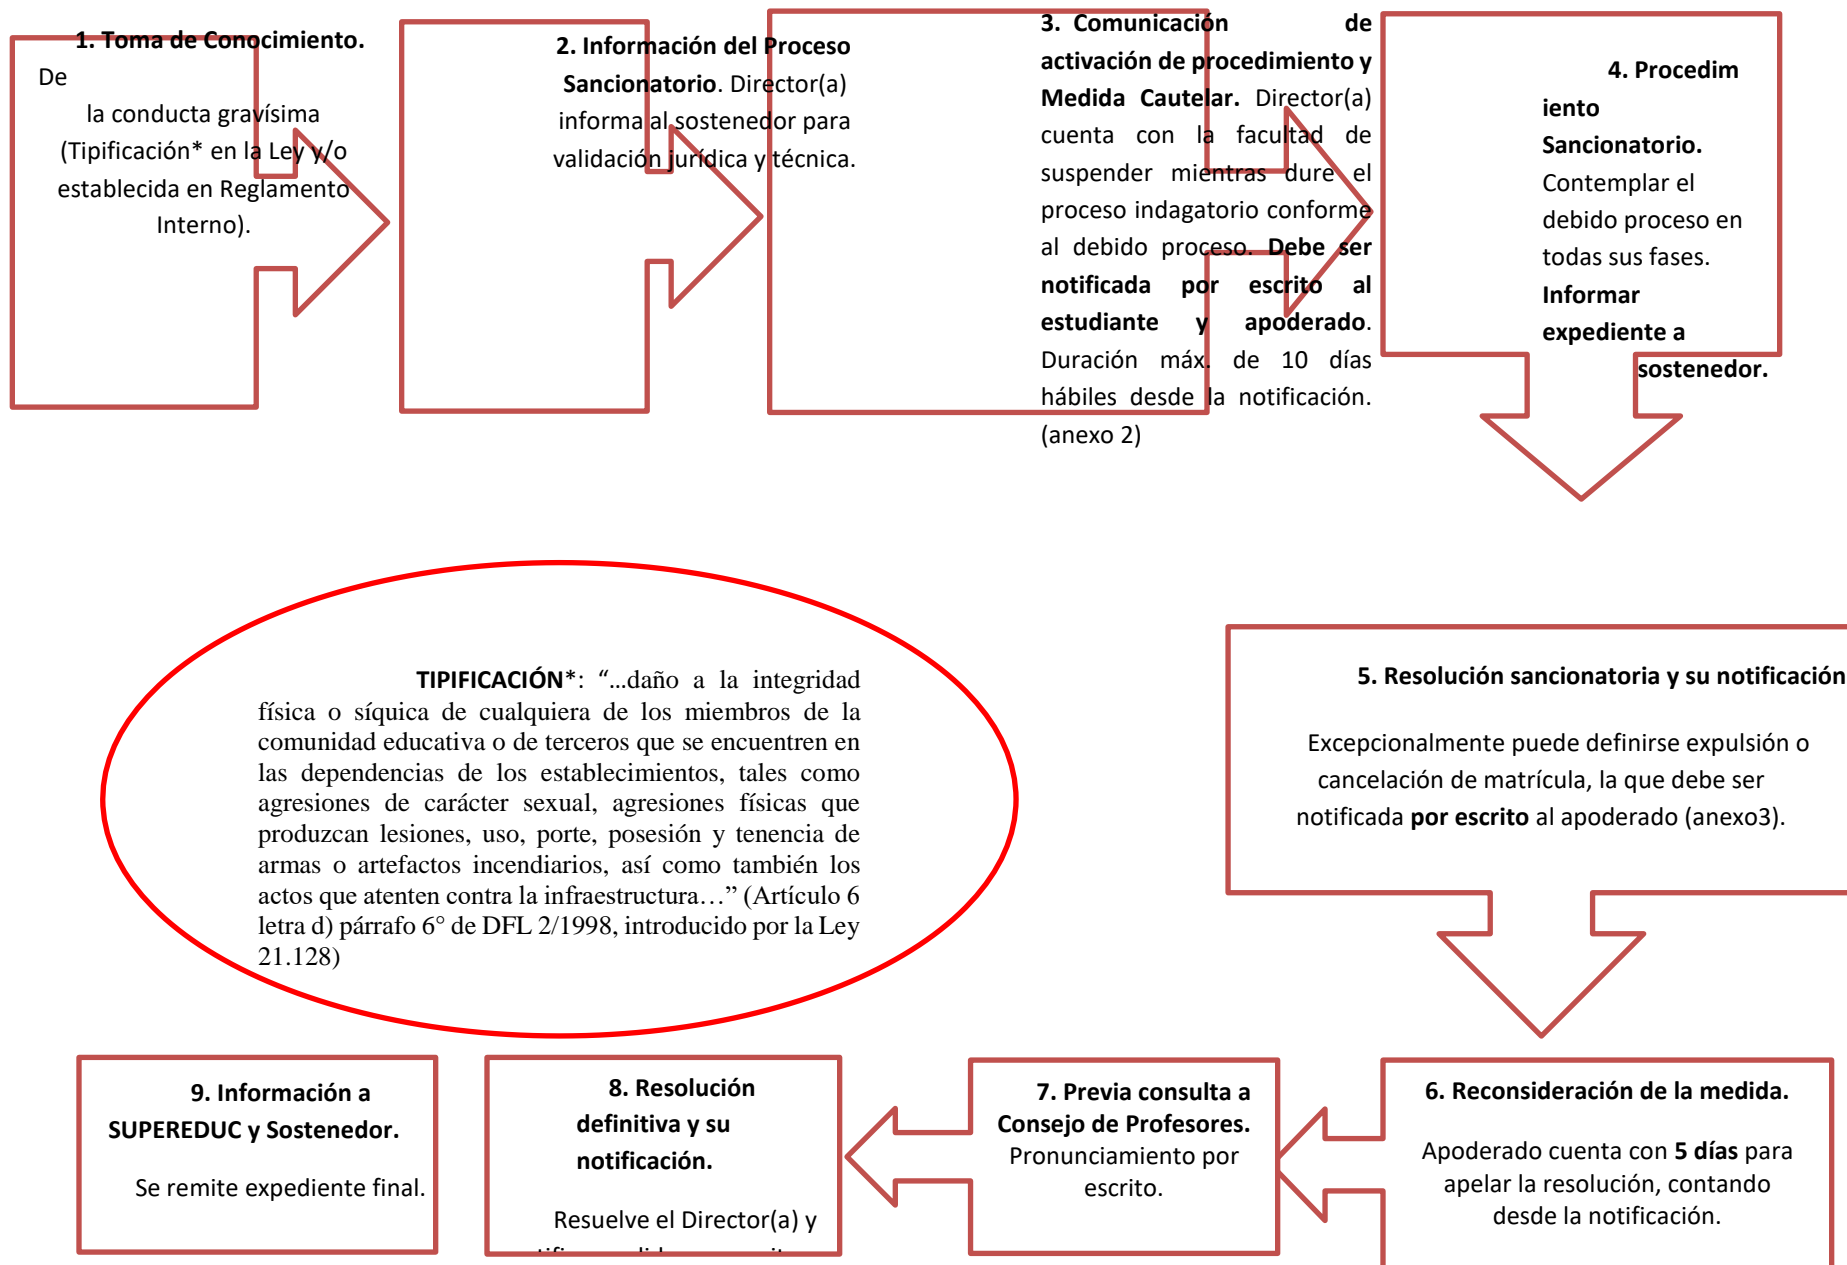 1. Toma de Conocimiento.
De
la conducta gravísima
(Tipificación* en la Ley y/o
establecida en Reglamento
Interno).
2. Información del Proceso
Sancionatorio. Director(a)
informa al sostenedor para
validación jurídica y técnica.
3. Comunicación de
activación de procedimiento y
Medida Cautelar. Director(a)
cuenta con la facultad de
suspender mientras dure el
proceso indagatorio conforme
al debido proceso. Debe ser
notificada por escrito al
estudiante y apoderado.
Duración máx. de 10 días
hábiles desde la notificación.
(anexo 2)
4. Procedim
iento
Sancionatorio.
Contemplar el
debido proceso en
todas sus fases.
Informar
expediente a
sostenedor.
TIPIFICACIÓN*: “...daño a la integridad
física o síquica de cualquiera de los miembros de la
comunidad educativa o de terceros que se encuentren en
las dependencias de los establecimientos, tales como
agresiones de carácter sexual, agresiones físicas que
produzcan lesiones, uso, porte, posesión y tenencia de
armas o artefactos incendiarios, así como también los
actos que atenten contra la infraestructura…” (Artículo 6
letra d) párrafo 6° de DFL 2/1998, introducido por la Ley
21.128)
5. Resolución sancionatoria y su notificación
Excepcionalmente puede definirse expulsión o
cancelación de matrícula, la que debe ser
notificada por escrito al apoderado (anexo3).
6. Reconsideración de la medida.
Apoderado cuenta con 5 días para
apelar la resolución, contando
desde la notificación.
7. Previa consulta a
Consejo de Profesores.
Pronunciamiento por
escrito.
8. Resolución
definitiva y su
notificación.
Resuelve el Director(a) y
9. Información a
SUPEREDUC y Sostenedor.
Se remite expediente final.